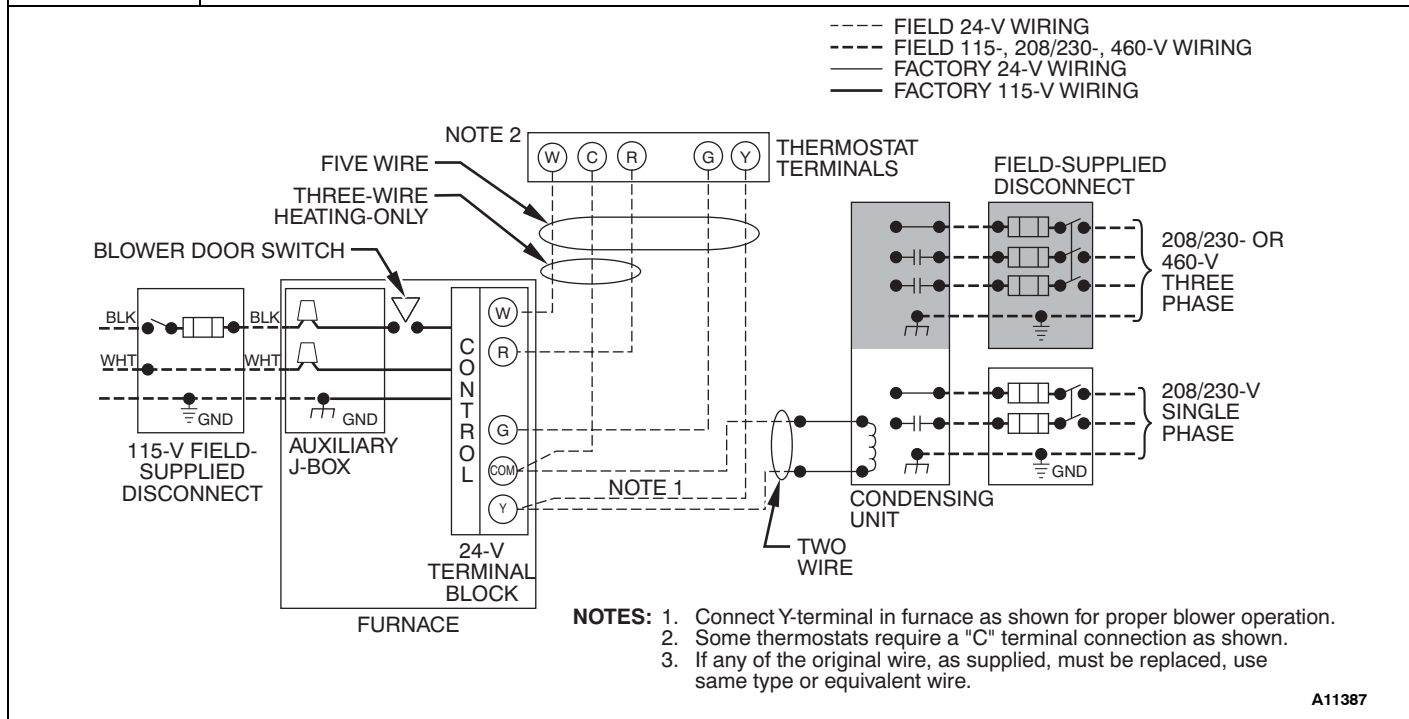 FIELD 24-V WIRING
FIELD 115-, 208/230-, 460-V WIRING
FACTORY 24-V WIRING
FACTORY 115-V WIRING
NOTE 2
W C R G Y
THERMOSTAT
TERMINALS
FIVE WIRE
THREE-WIRE
HEATING-ONLY
BLOWER DOOR SWITCH
FIELD-SUPPLIED
DISCONNECT
208/230- OR
460-V
THREE
PHASE
BLK
BLK
WHT
WHT
GND
GND
115-V FIELD-
SUPPLIED
DISCONNECT
AUXILIARY
J-BOX
CONTROL
W
R
G
COM
Y
24-V
TERMINAL
BLOCK
FURNACE
NOTE 1
TWO
WIRE
CONDENSING
UNIT
208/230-V
SINGLE
PHASE
GND
NOTES: 1. Connect Y-terminal in furnace as shown for proper blower operation.
2. Some thermostats require a "C" terminal connection as shown.
3. If any of the original wire, as supplied, must be replaced, use
same type or equivalent wire.
A11387